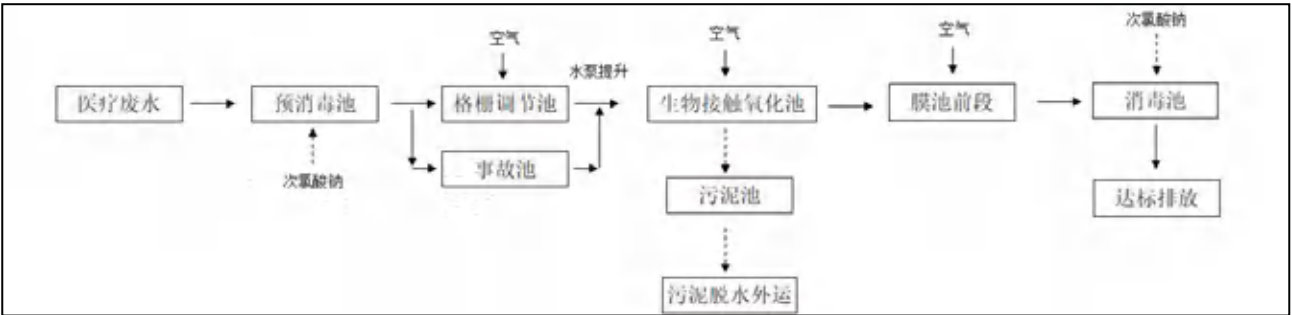 空气
空气
空气
次氯酸钠
水泵提升
医疗废水
预消毒池
格栅调节池
生物接触氧化池
膜池前段
消毒池
事故池
次氯酸钠
污泥池
达标排放
污泥脱水外运